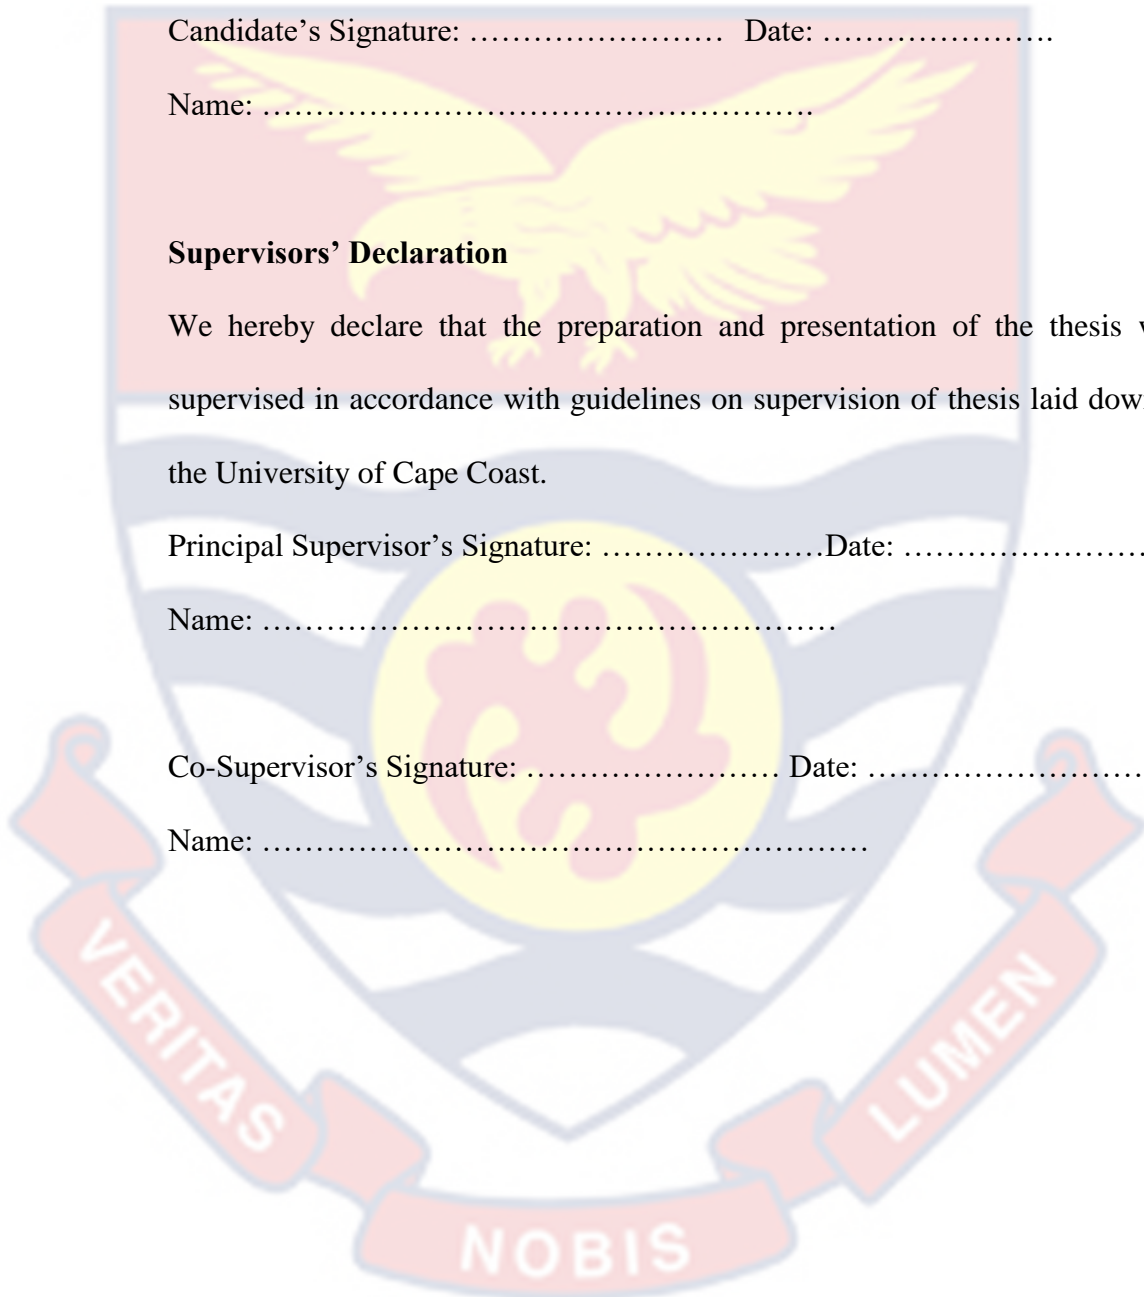 Candidate’s Signature: …………………… Date: ………………….
Name: …………………………………………….
Supervisors’ Declaration
We hereby declare that the preparation and presentation of the thesis
supervised in accordance with guidelines on supervision of thesis laid
the University of Cape Coast.
Principal Supervisor’s Signature: …………………Date: ……………………
Name: ………………………………………………
Co-Supervisor’s Signature: …………………… Date: ………………………
Name: …………………………………………………
VERITAS
NOBIS
LUMEN